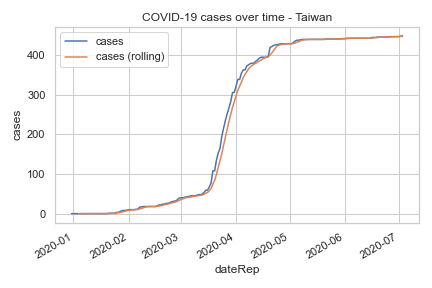 COVID-19 cases over time - Taiwan
cases
cases (rolling)
cases
400
300
200
100
0
2020-01
2020-02
2020-03
2020-04
2020-05
2020-06
2020-07
dateRep